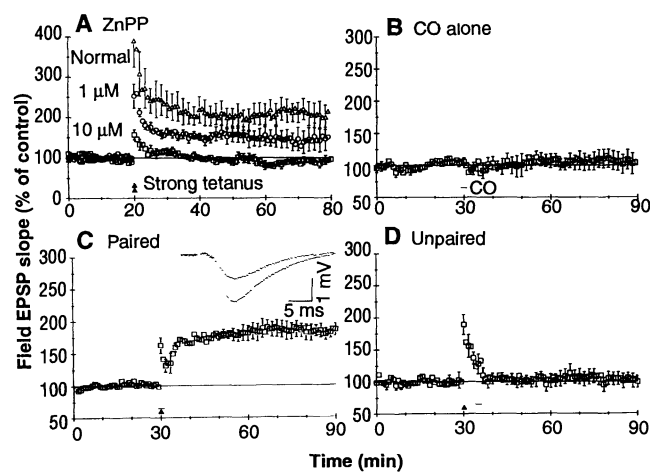 A ZnPP
B CO alone
400
300
200
100
0
Normal
1 µM
10 µM
Strong tetanus
0 20 40 60 80
300
250
200
150
100
50
CO
0 30 60 90
C Paired
D Unpaired
300
250
200
150
100
50
5 ms
1 mV
0 30 60 90
300
250
200
150
100
50
0 30 60 90
Field EPSP slope (% of control)
Time (min)